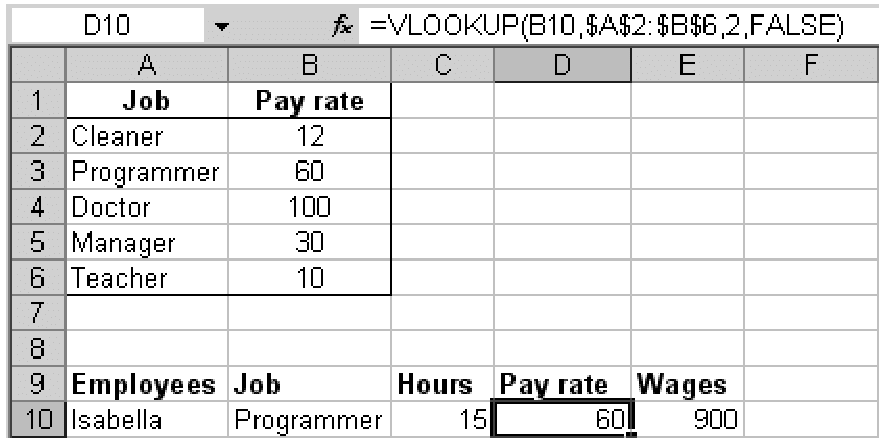 D10 fx =VLOOKUP(B10,$A$2:$B$6,2,FALSE)
A B C D E F
1 Job Pay rate
2 Cleaner 12
3 Programmer 60
4 Doctor 100
5 Manager 30
6 Teacher 10
7
8
9 Employees Job Hours Pay rate Wages
10 Isabella Programmer 15 60 900